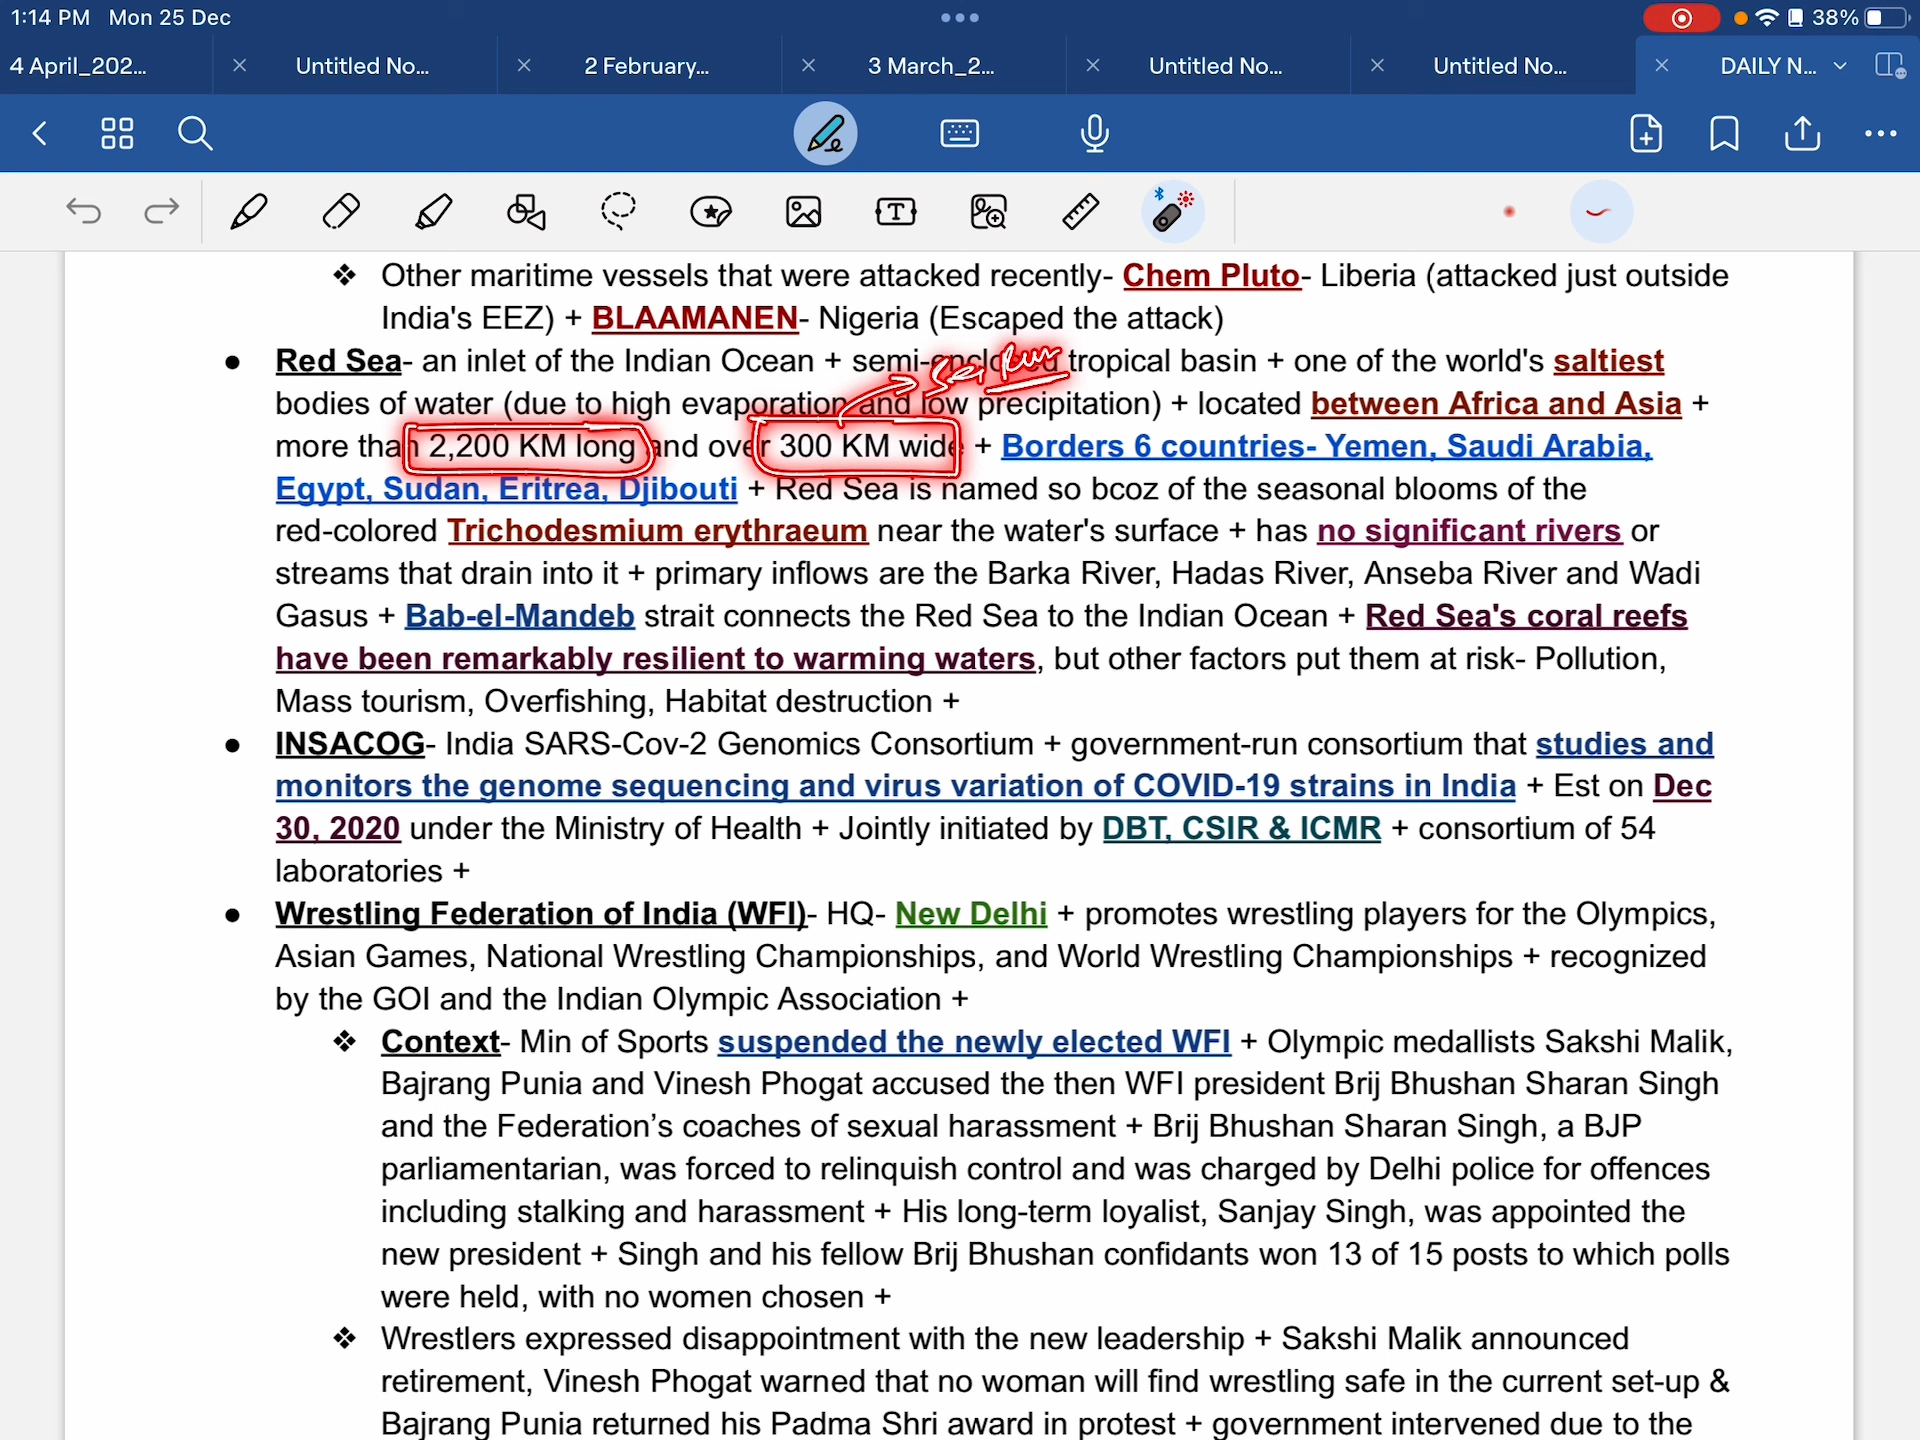 1:14 PM Mon 25 Dec
38%
4 April_202... Untitled No... 2 February... 3 March_2... Untitled No... Untitled No... DAILY N...
❖ Other maritime vessels that were attacked recently- Chem Pluto- Liberia (attacked just outside
India's EEZ) + BLAAMANEN- Nigeria (Escaped the attack)
● Red Sea- an inlet of the Indian Ocean + semi-enclosed tropical basin + one of the world's saltiest
bodies of water (due to high evaporation and low precipitation) + located between Africa and Asia +
more than 2,200 KM long and over 300 KM wide + Borders 6 countries- Yemen, Saudi Arabia,
Egypt, Sudan, Eritrea, Djibouti + Red Sea is named so bcoz of the seasonal blooms of the
red-colored Trichodesmium erythraeum near the water's surface + has no significant rivers or
streams that drain into it + primary inflows are the Barka River, Hadas River, Anseba River and Wadi
Gasus + Bab-el-Mandeb strait connects the Red Sea to the Indian Ocean + Red Sea's coral reefs
have been remarkably resilient to warming waters, but other factors put them at risk- Pollution,
Mass tourism, Overfishing, Habitat destruction +
● INSACOG- India SARS-Cov-2 Genomics Consortium + government-run consortium that studies and
monitors the genome sequencing and virus variation of COVID-19 strains in India + Est on Dec
30, 2020 under the Ministry of Health + Jointly initiated by DBT, CSIR & ICMR + consortium of 54
laboratories +
● Wrestling Federation of India (WFI)- HQ- New Delhi + promotes wrestling players for the Olympics,
Asian Games, National Wrestling Championships, and World Wrestling Championships + recognized
by the GOI and the Indian Olympic Association +
❖ Context- Min of Sports suspended the newly elected WFI + Olympic medallists Sakshi Malik,
Bajrang Punia and Vinesh Phogat accused the then WFI president Brij Bhushan Sharan Singh
and the Federation’s coaches of sexual harassment + Brij Bhushan Sharan Singh, a BJP
parliamentarian, was forced to relinquish control and was charged by Delhi police for offences
including stalking and harassment + His long-term loyalist, Sanjay Singh, was appointed the
new president + Singh and his fellow Brij Bhushan confidants won 13 of 15 posts to which polls
were held, with no women chosen +
❖ Wrestlers expressed disappointment with the new leadership + Sakshi Malik announced
retirement, Vinesh Phogat warned that no woman will find wrestling safe in the current set-up &
Bajrang Punia returned his Padma Shri award in protest + government intervened due to the